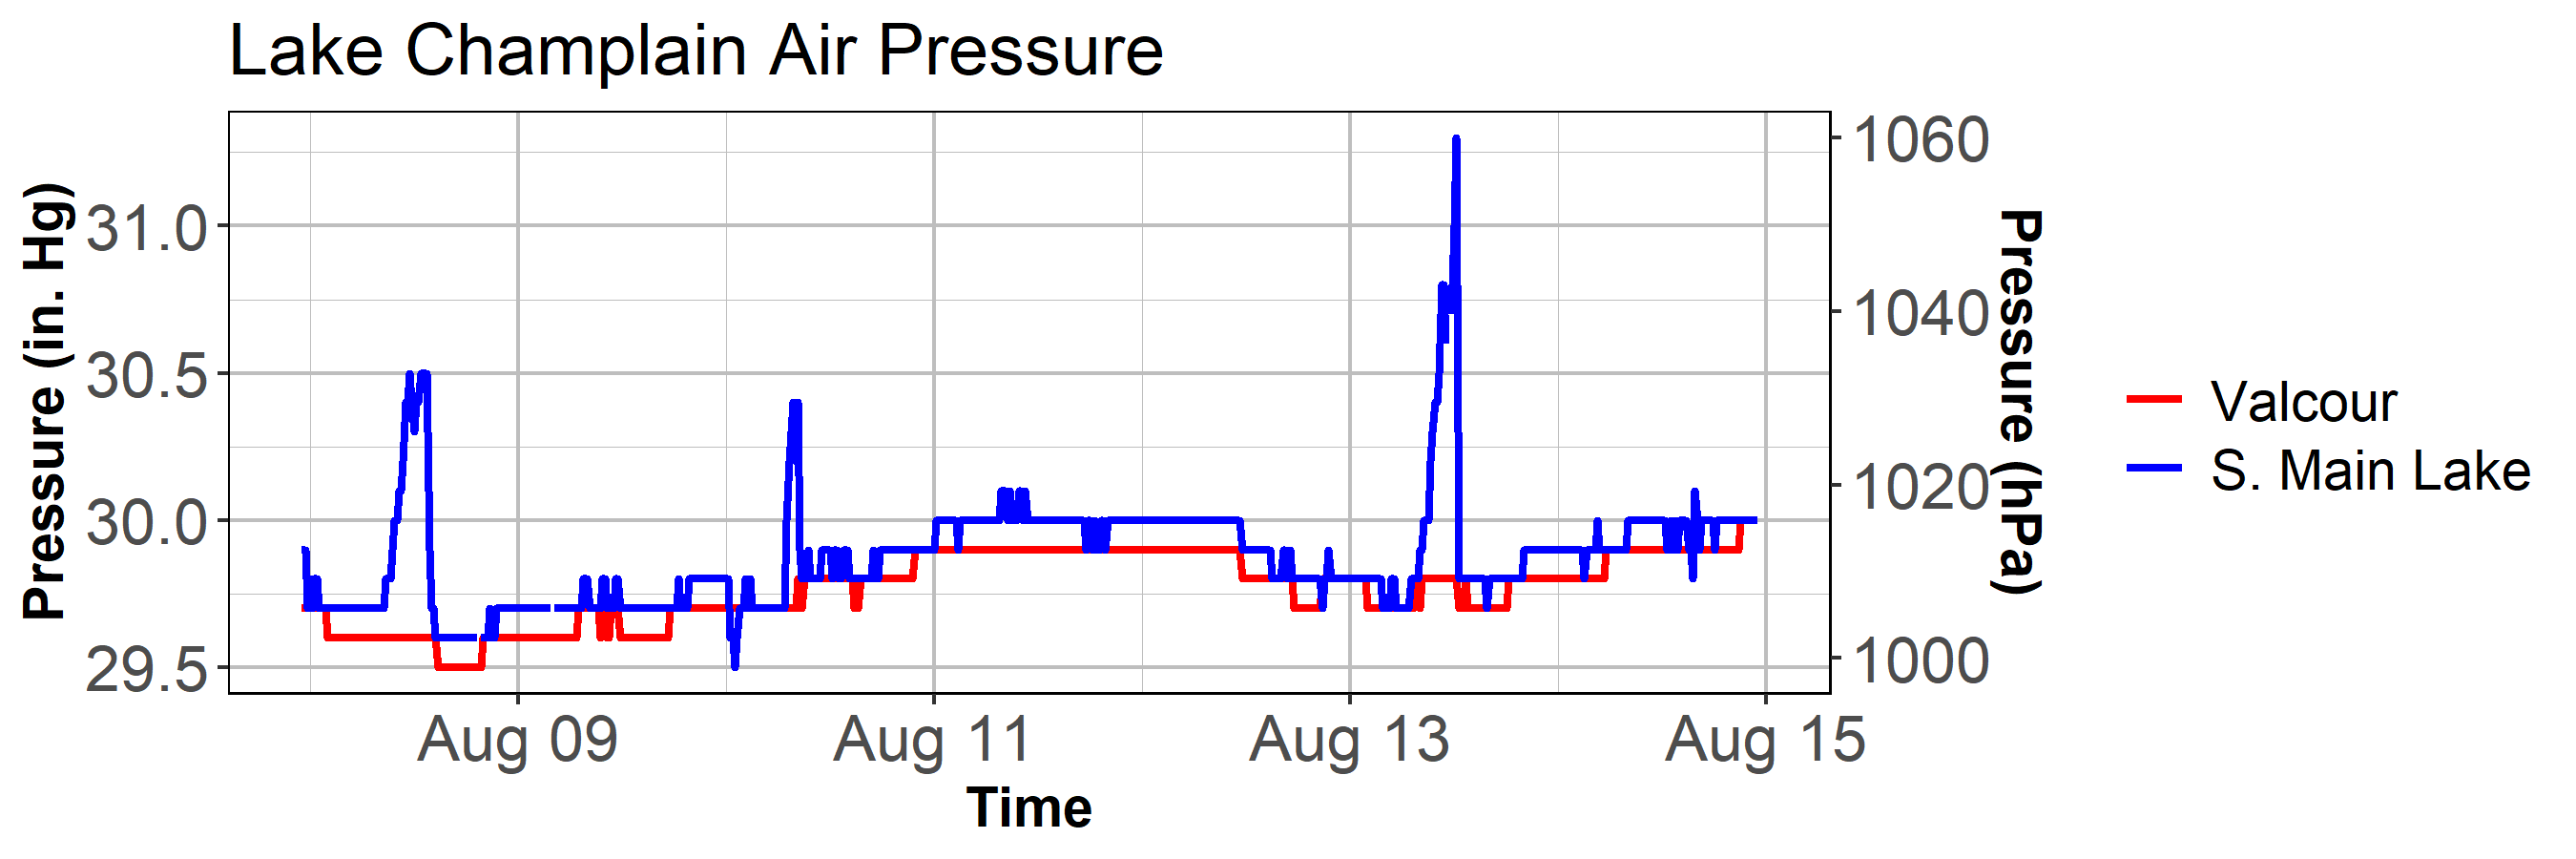 Lake Champlain Air Pressure
Pressure (in. Hg)
31.0
30.5
30.0
29.5
1060
1040
1020
1000
Pressure (hPa)
Aug 09
Aug 11
Aug 13
Aug 15
Time
Valcour
S. Main Lake